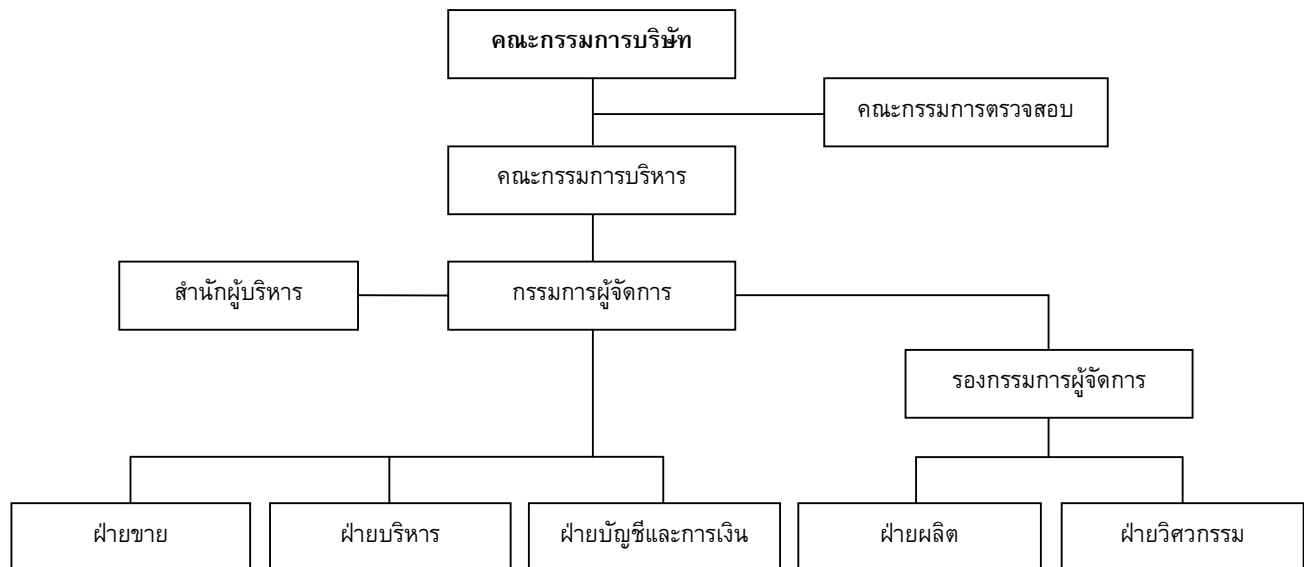 คณะกรรมการบริษัท
คณะกรรมการตรวจสอบ
คณะกรรมการบริหาร
สำนักผู้บริหาร
กรรมการผู้จัดการ
รองกรรมการผู้จัดการ
ฝ่ายขาย
ฝ่ายบริหาร
ฝ่ายบัญชีและการเงิน
ฝ่ายผลิต
ฝ่ายวิศวกรรม